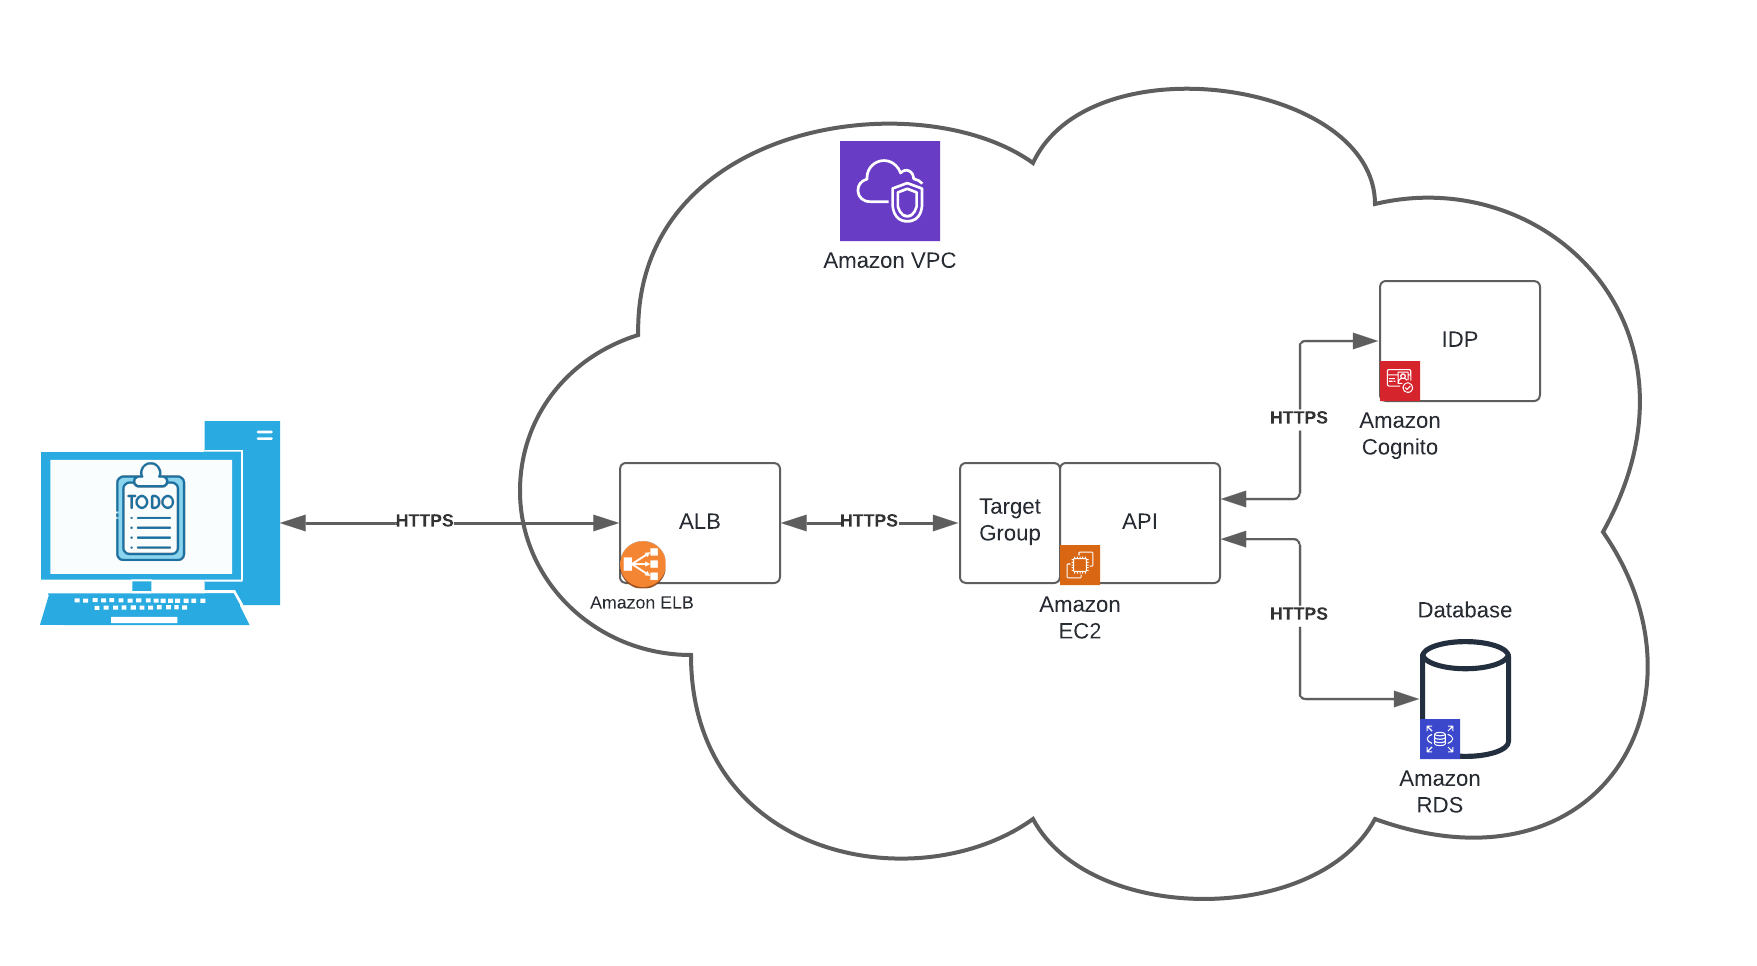 Amazon VPC
IDP
Amazon
Cognito
HTTPS
TODO
HTTPS
ALB
Amazon ELB
HTTPS
Target
Group
API
Amazon
EC2
HTTPS
Database
Amazon
RDS